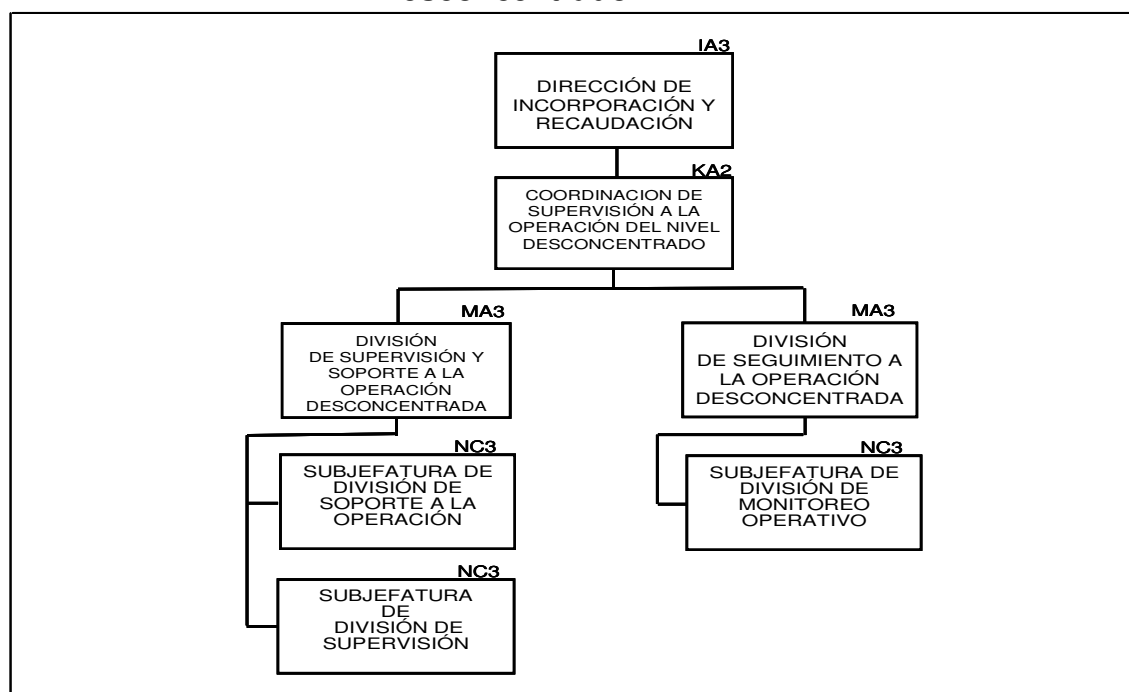 IA3
DIRECCIÓN DE
INCORPORACIÓN Y
RECAUDACIÓN
KA2
COORDINACION DE
SUPERVISIÓN A LA
OPERACIÓN DEL NIVEL
DESCONCENTRADO
MA3
DIVISIÓN
DE SUPERVISIÓN Y
SOPORTE A LA
OPERACIÓN
DESCONCENTRADA
MA3
DIVISIÓN
DE SEGUIMIENTO A
LA OPERACIÓN
DESCONCENTRADA
NC3
SUBJEFATURA DE
DIVISIÓN DE
SOPORTE A LA
OPERACIÓN
NC3
SUBJEFATURA DE
DIVISIÓN DE
MONITOREO
OPERATIVO
NC3
SUBJEFATURA
DE
DIVISIÓN DE
SUPERVISIÓN